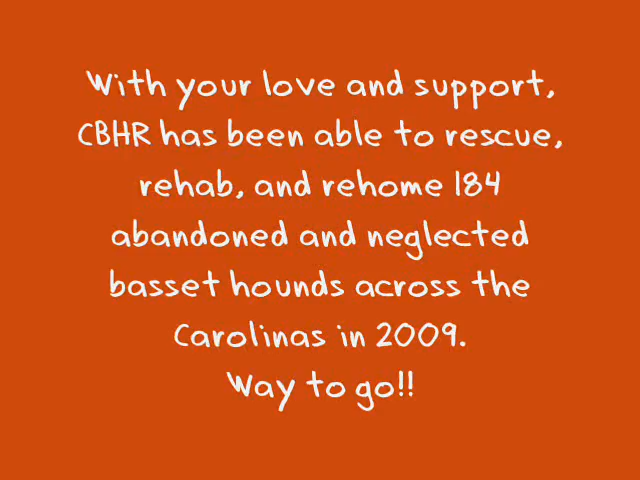 With your love and support,
CBHR has been able to rescue,
rehab, and rehome 184
abandoned and neglected
basset hounds across the
Carolinas in 2009.
Way to go!!